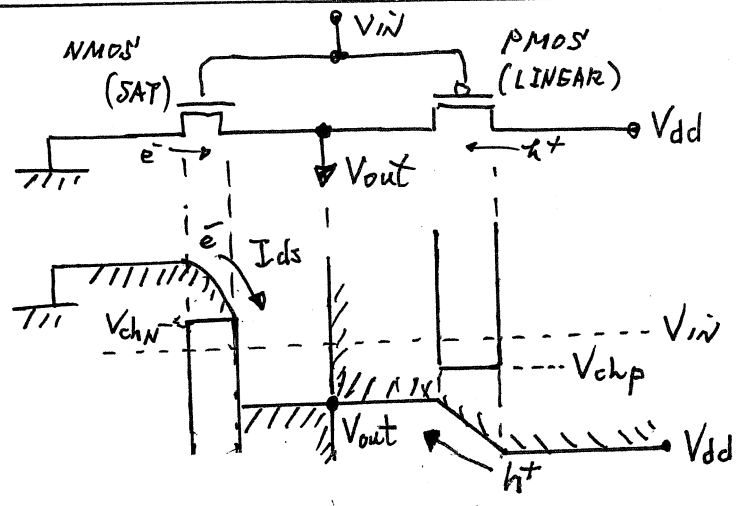 Vin
NMOS
(SAT)
PMOS
(LINEAR)
Vdd
e-
h+
Vout
e-
Ids
VchN
Vin
Vchp
Vout
Vdd
h+